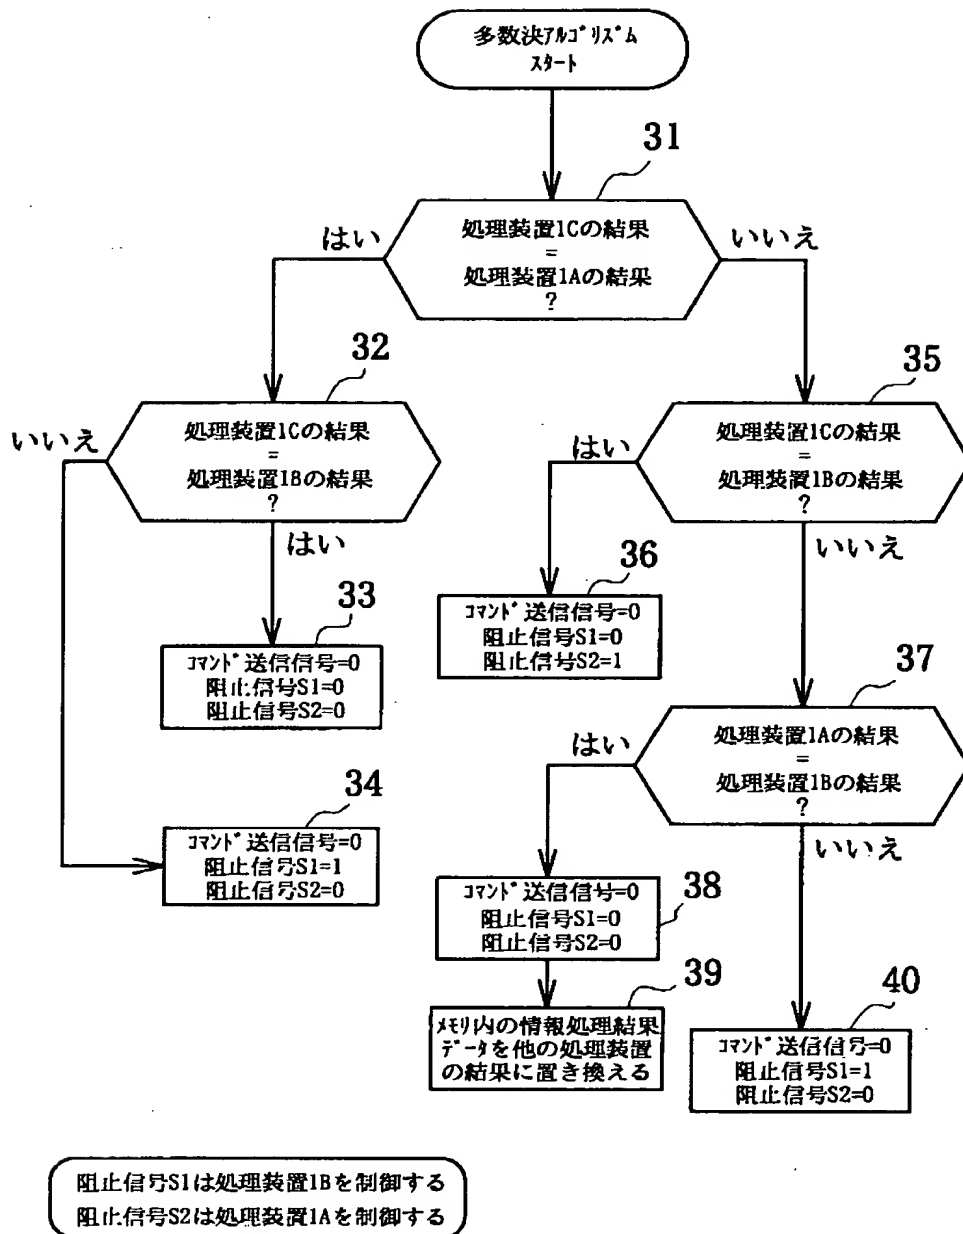 多数決ｱﾙｺﾞﾘｽﾞﾑ
ｽﾀｰﾄ
31
処理装置1Cの結果
=
処理装置1Aの結果
?
はい
いいえ
32
処理装置1Cの結果
=
処理装置1Bの結果
?
いいえ
はい
35
処理装置1Cの結果
=
処理装置1Bの結果
?
はい
いいえ
33
ｺﾏﾝﾄﾞ送信信号=0
阻止信号S1=0
阻止信号S2=0
36
ｺﾏﾝﾄﾞ送信信号=0
阻止信号S1=0
阻止信号S2=1
34
ｺﾏﾝﾄﾞ送信信号=0
阻止信号S1=1
阻止信号S2=0
37
処理装置1Aの結果
=
処理装置1Bの結果
?
はい
いいえ
38
ｺﾏﾝﾄﾞ送信信号=0
阻止信号S1=0
阻止信号S2=0
39
ﾒﾓﾘ内の情報処理結果
ﾃﾞｰﾀを他の処理装置
の結果に置き換える
40
ｺﾏﾝﾄﾞ送信信号=0
阻止信号S1=1
阻止信号S2=0
阻止信号S1は処理装置1Bを制御する
阻止信号S2は処理装置1Aを制御する